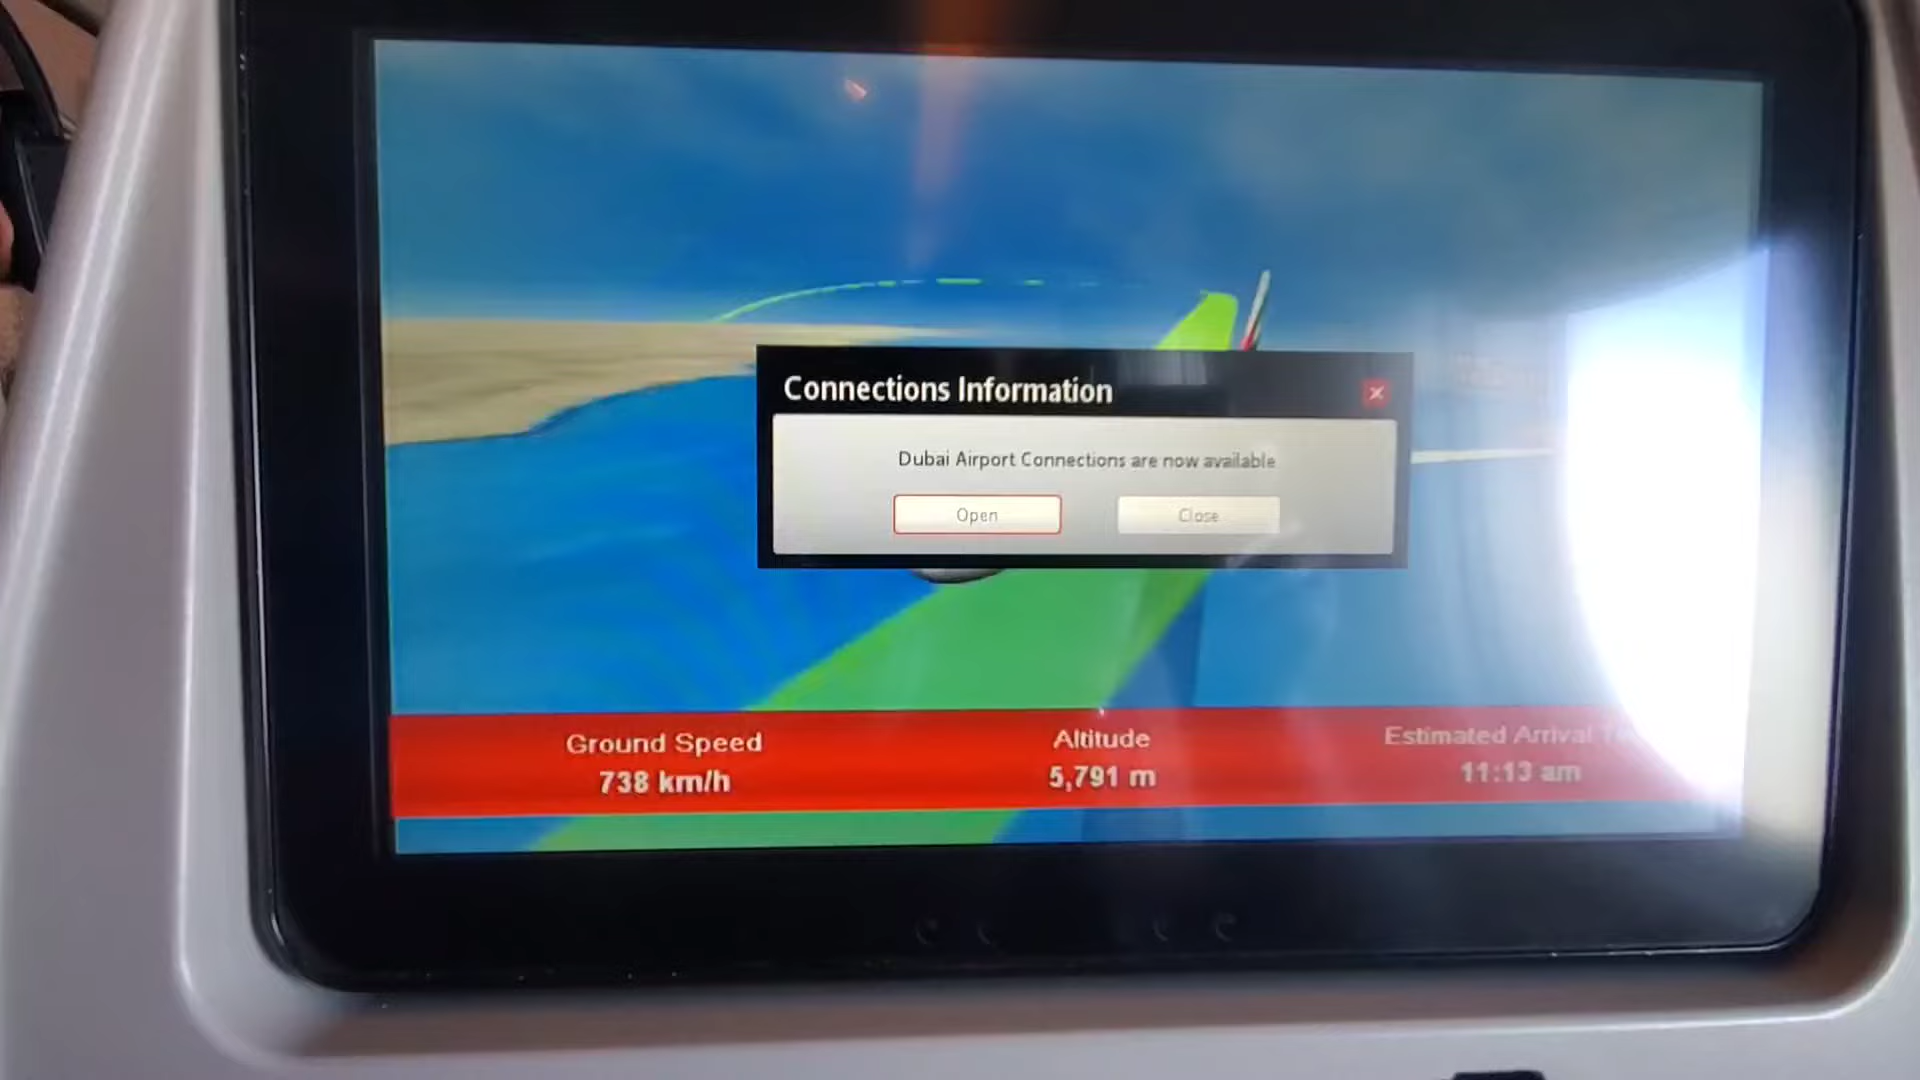 Connections Information
Dubai Airport Connections are now available
Open
Close
Ground Speed
Altitude
Estimated Arrival
738 km/h
5,791 m
11:13 am